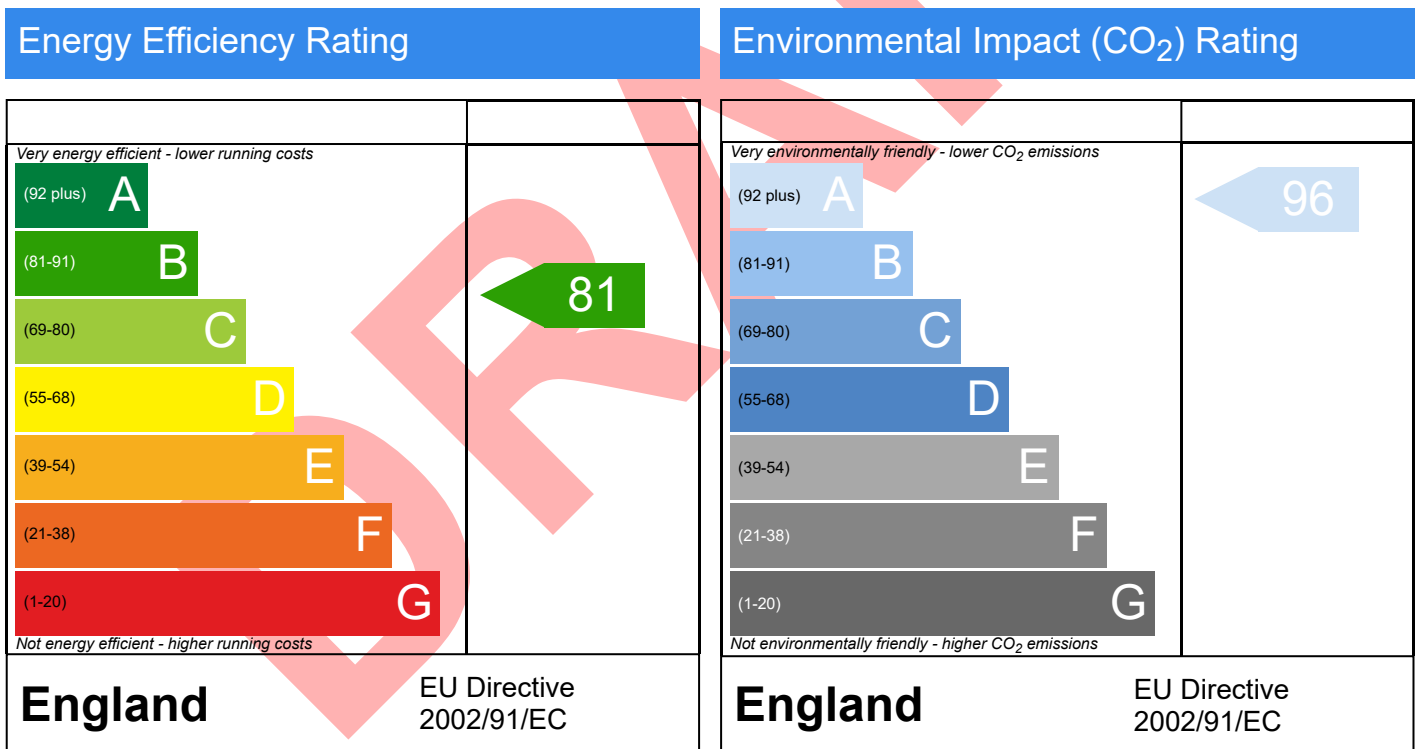 Energy Efficiency Rating
Very energy efficient - lower running costs
(92 plus) A
(81-91) B
81
(69-80) C
(55-68) D
(39-54) E
(21-38) F
(1-20) G
Not energy efficient - higher running costs
England
EU Directive
2002/91/EC
Environmental Impact (CO₂) Rating
Very environmentally friendly - lower CO₂ emissions
(92 plus) A
96
(81-91) B
(69-80) C
(55-68) D
(39-54) E
(21-38) F
(1-20) G
Not environmentally friendly - higher CO₂ emissions
England
EU Directive
2002/91/EC
DRA